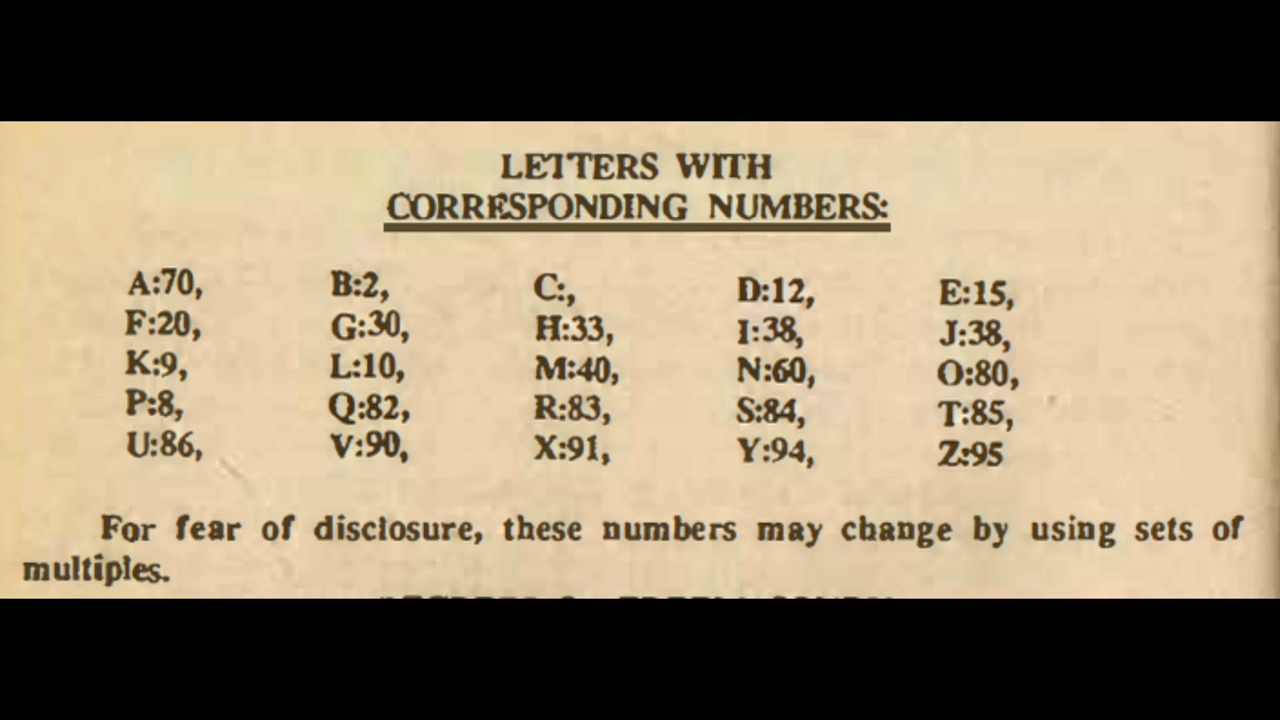 LETTERS WITH
CORRESPONDING NUMBERS:
A:70, B:2, C:, D:12, E:15,
F:20, G:30, H:33, I:38, J:38,
K:9, L:10, M:40, N:60, O:80,
P:8, Q:82, R:83, S:84, T:85,
U:86, V:90, X:91, Y:94, Z:95
For fear of disclosure, these numbers may change by using sets of
multiples.